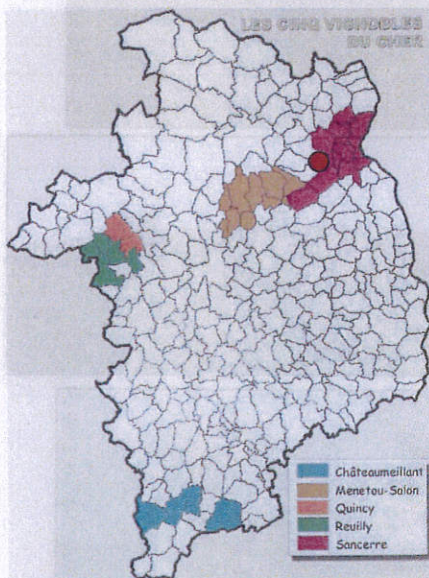 LES CINQ VIGNOBLES
DU CHER
Châteaumeillant
Menetou-Salon
Quincy
Reuilly
Sancerre